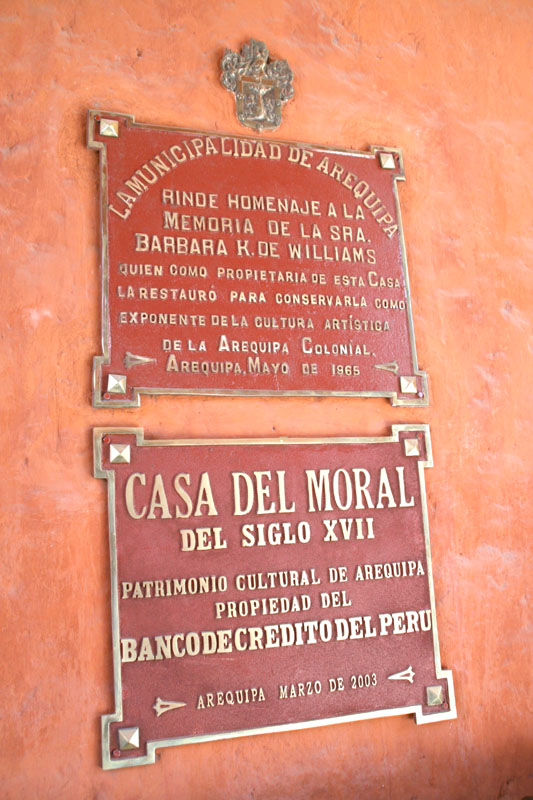 LA MUNICIPALIDAD DE AREQUIPA
RINDE HOMENAJE A LA
MEMORIA DE LA SRA.
BARBARA K. DE WILLIAMS
QUIEN COMO PROPIETARIA DE ESTA CASA
LA RESTAURÓ PARA CONSERVARLA COMO
EXPONENTE DE LA CULTURA ARTÍSTICA
DE LA AREQUIPA COLONIAL.
AREQUIPA, MAYO DE 1965
CASA DEL MORAL
DEL SIGLO XVII
PATRIMONIO CULTURAL DE AREQUIPA
PROPIEDAD DEL
BANCO DE CREDITO DEL PERU
AREQUIPA MARZO DE 2003